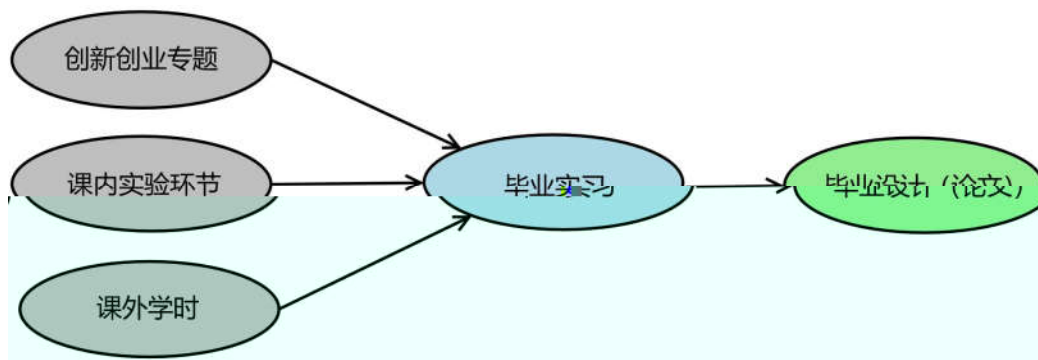 创新创业专题
课内实验环节
毕业实习
毕业设计（论文）
课外学时